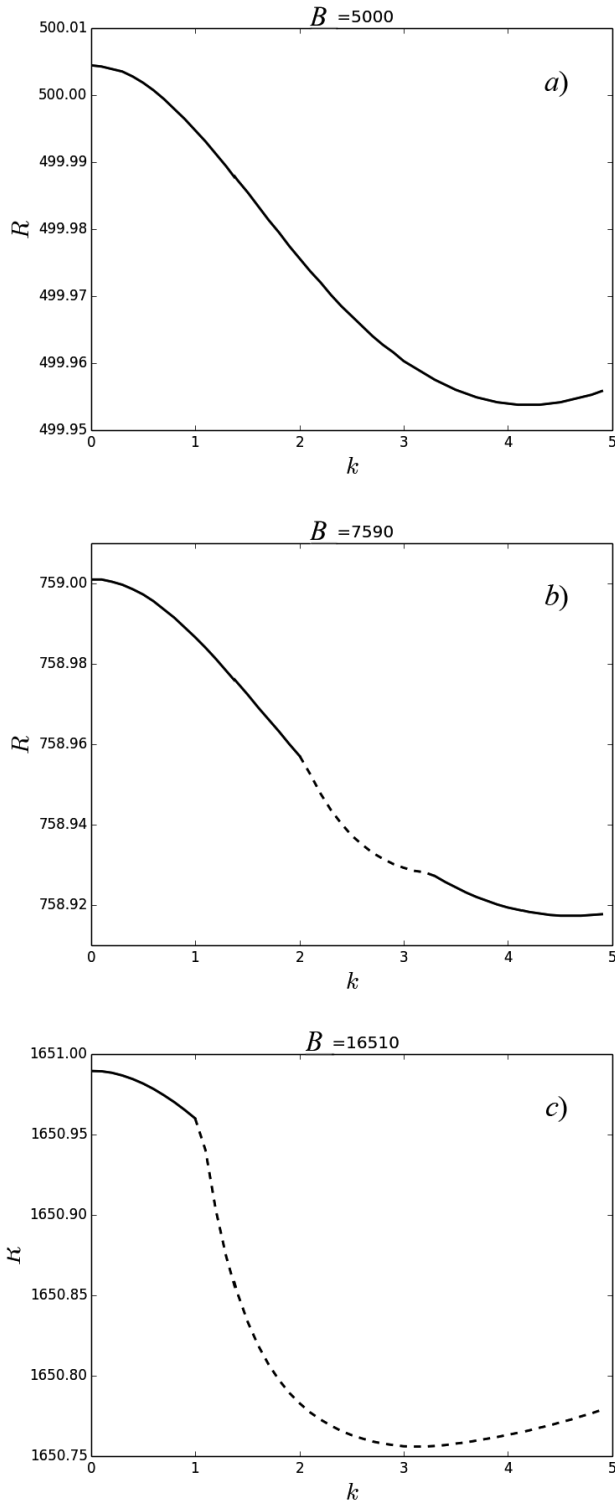 B =5000
500.01
a)
500.00
499.99
499.98
R
499.97
499.96
499.95
0 1 2 3 4 5
k
B =7590
759.00
b)
758.98
758.96
R
758.94
758.92
0 1 2 3 4 5
k
B =16510
1651.00
c)
1650.95
1650.90
R
1650.85
1650.80
1650.75
0 1 2 3 4 5
k